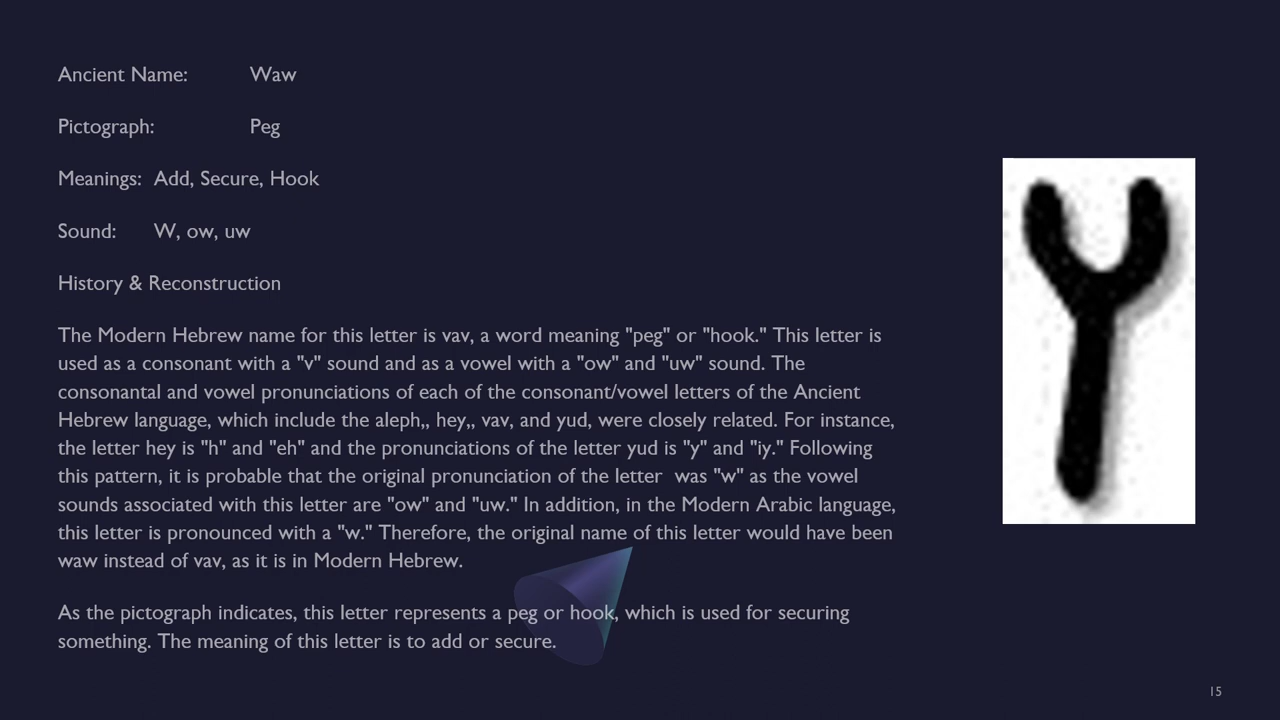 Ancient Name: Waw
Pictograph: Peg
Meanings: Add, Secure, Hook
Sound: W, ow, uw
History & Reconstruction
The Modern Hebrew name for this letter is vav, a word meaning "peg" or "hook." This letter is
used as a consonant with a "v" sound and as a vowel with a "ow" and "uw" sound. The
consonantal and vowel pronunciations of each of the consonant/vowel letters of the Ancient
Hebrew language, which include the aleph,, hey,, vav, and yud, were closely related. For instance,
the letter hey is "h" and "eh" and the pronunciations of the letter yud is "y" and "iy." Following
this pattern, it is probable that the original pronunciation of the letter  was "w" as the vowel
sounds associated with this letter are "ow" and "uw." In addition, in the Modern Arabic language,
this letter is pronounced with a "w." Therefore, the original name of this letter would have been
waw instead of vav, as it is in Modern Hebrew.
As the pictograph indicates, this letter represents a peg or hook, which is used for securing
something. The meaning of this letter is to add or secure.
15